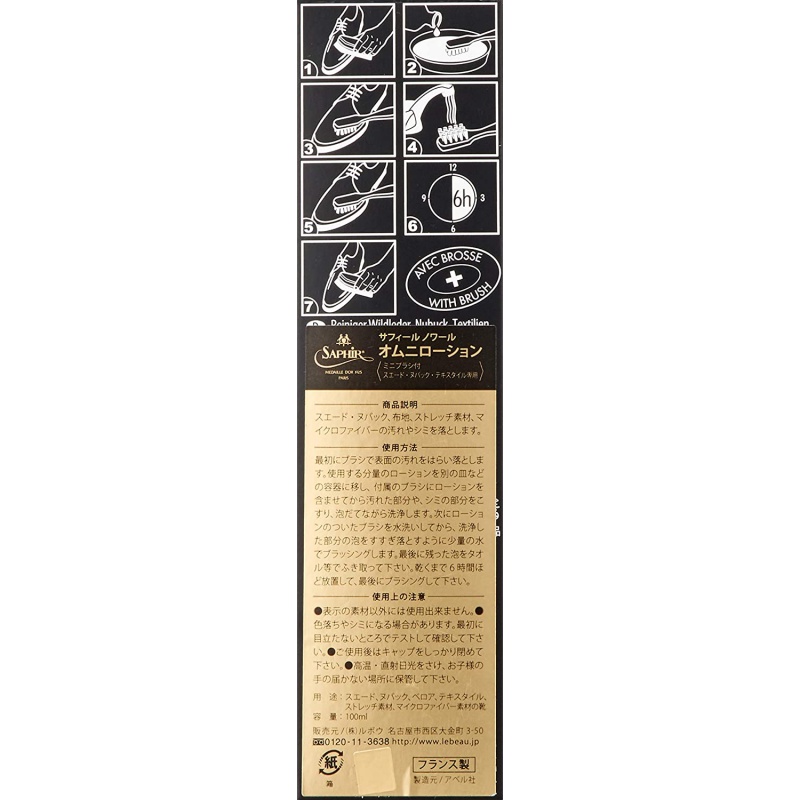 1
2
3
4
5
12
9
6h
3
6
6
7
AVEC BROSSE
WITH BRUSH
D Reiniger Wildleder, Nubuck, Textilien
SAPHIR
MEDAILLE D'OR 1925
PARIS
サフィール ノワール
オムニローション
ミニブラシ付
スエード・ヌバック・テキスタイル専用
商品説明
スエード・ヌバック、布地、ストレッチ素材、マ
イクロファイバーの汚れやシミを落とします。
使用方法
最初にブラシで表面の汚れをはらい落としま
す。使用する分量のローションを別の皿など
の容器に移し、付属のブラシにローションを
含ませてから汚れた部分や、シミの部分をこ
すり、泡だてながら洗浄します。次にローション
のついたブラシを水洗いしてから、洗浄し
た部分の泡をすすぎ落とすように少量の水
でブラッシングします。最後に残った泡をタオ
ル等でふき取って下さい。乾くまで6時間ほ
ど放置して、最後にブラシングして下さい。
使用上の注意
●表示の素材以外には使用出来ません。●
色落ちやシミになる場合があります。最初に
目立たないところでテストして確認して下さ
い。●ご使用後はキャップをしっかり閉めて
下さい。●高温・直射日光をさけ、お子様の
手の届かない場所に保管して下さい。
用 途：スエード、ヌバック、ベロア、テキスタイル、
ストレッチ素材、マイクロファイバー素材の靴
容 量：100ml
販売元/(株)ルボウ 名古屋市西区大金町3-50
0120-11-3638 http://www.lebeau.jp/
紙
箱
フランス製
製造元/アベル社